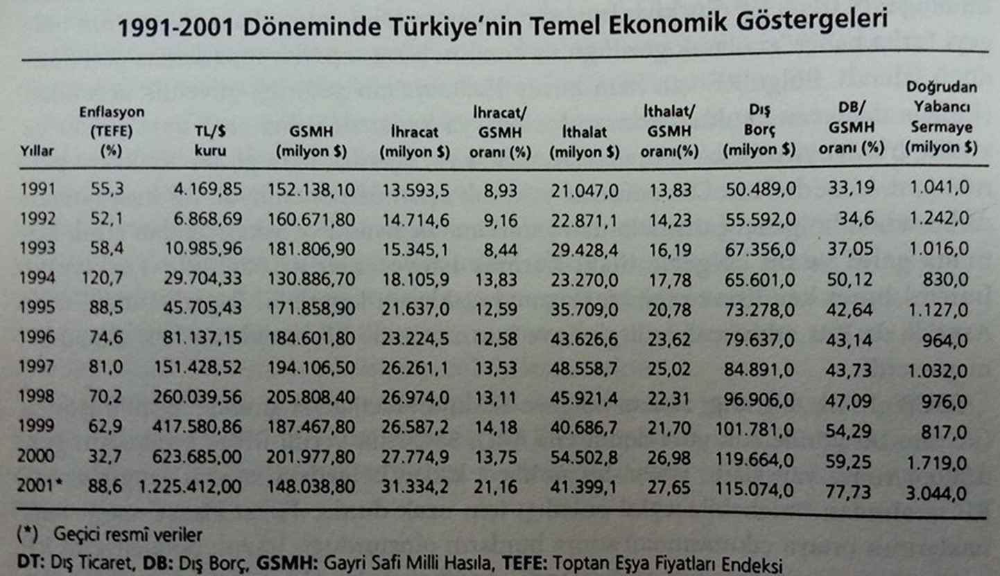 1991-2001 Döneminde Türkiye'nin Temel Ekonomik Göstergeleri
Yıllar Enflasyon (TEFE) (%) TL/$ kuru GSMH (milyon $) İhracat (milyon $) İhracat/ GSMH oranı (%) İthalat (milyon $) İthalat/ GSMH oranı(%) Dış Borç (milyon $) DB/ GSMH oranı (%) Doğrudan Yabancı Sermaye (milyon $)
1991 55,3 4.169,85 152.138,10 13.593,5 8,93 21.047,0 13,83 50.489,0 33,19 1.041,0
1992 52,1 6.868,69 160.671,80 14.714,6 9,16 22.871,1 14,23 55.592,0 34,6 1.242,0
1993 58,4 10.985,96 181.806,90 15.345,1 8,44 29.428,4 16,19 67.356,0 37,05 1.016,0
1994 120,7 29.704,33 130.886,70 18.105,9 13,83 23.270,0 17,78 65.601,0 50,12 830,0
1995 88,5 45.705,43 171.858,90 21.637,0 12,59 35.709,0 20,78 73.278,0 42,64 1.127,0
1996 74,6 81.137,15 184.601,80 23.224,5 12,58 43.626,6 23,62 79.637,0 43,14 964,0
1997 81,0 151.428,52 194.106,50 26.261,1 13,53 48.558,7 25,02 84.891,0 43,73 1.032,0
1998 70,2 260.039,56 205.808,40 26.974,0 13,11 45.921,4 22,31 96.906,0 47,09 976,0
1999 62,9 417.580,86 187.467,80 26.587,2 14,18 40.686,7 21,70 101.781,0 54,29 817,0
2000 32,7 623.685,00 201.977,80 27.774,9 13,75 54.502,8 26,98 119.664,0 59,25 1.719,0
2001* 88,6 1.225.412,00 148.038,80 31.334,2 21,16 41.399,1 27,65 115.074,0 77,73 3.044,0
(*) Geçici resmî veriler
DT: Dış Ticaret, DB: Dış Borç, GSMH: Gayri Safi Milli Hasıla, TEFE: Toptan Eşya Fiyatları Endeksi